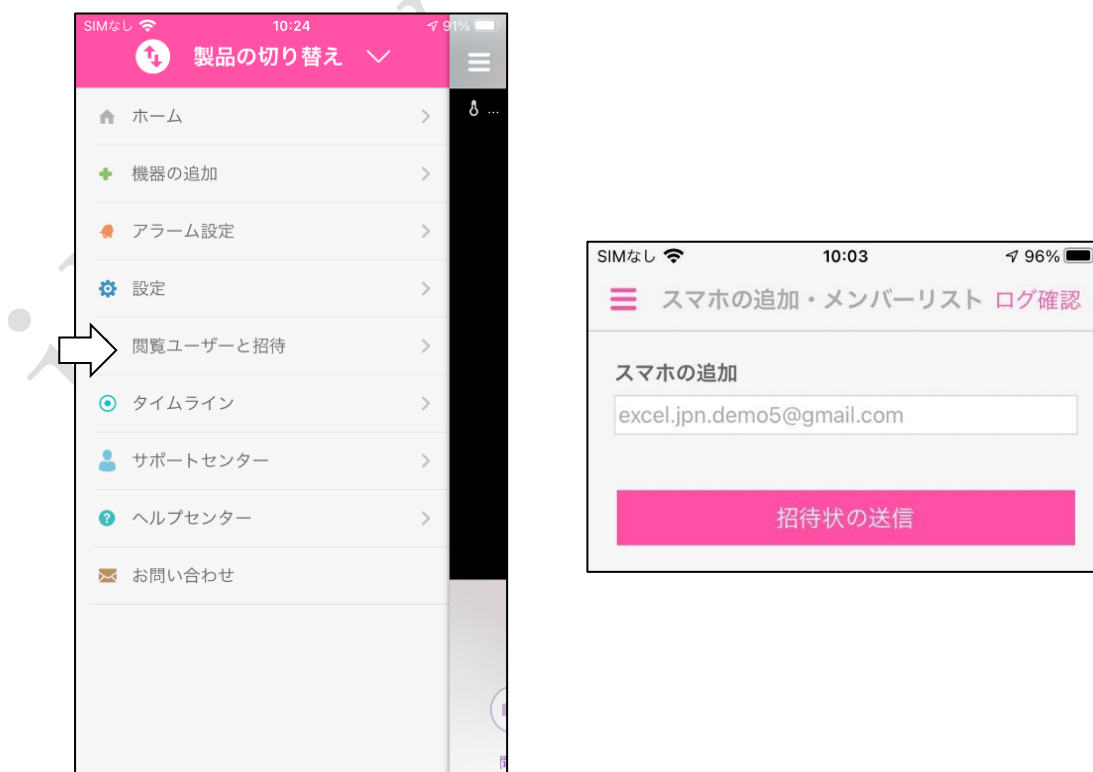 SIMなし 10:24 91%
製品の切り替え
...
ホーム
機器の追加
アラーム設定
設定
閲覧ユーザーと招待
タイムライン
サポートセンター
ヘルプセンター
お問い合わせ
SIMなし 10:03 96%
スマホの追加・メンバーリスト ログ確認
スマホの追加
excel.jpn.demo5@gmail.com
招待状の送信